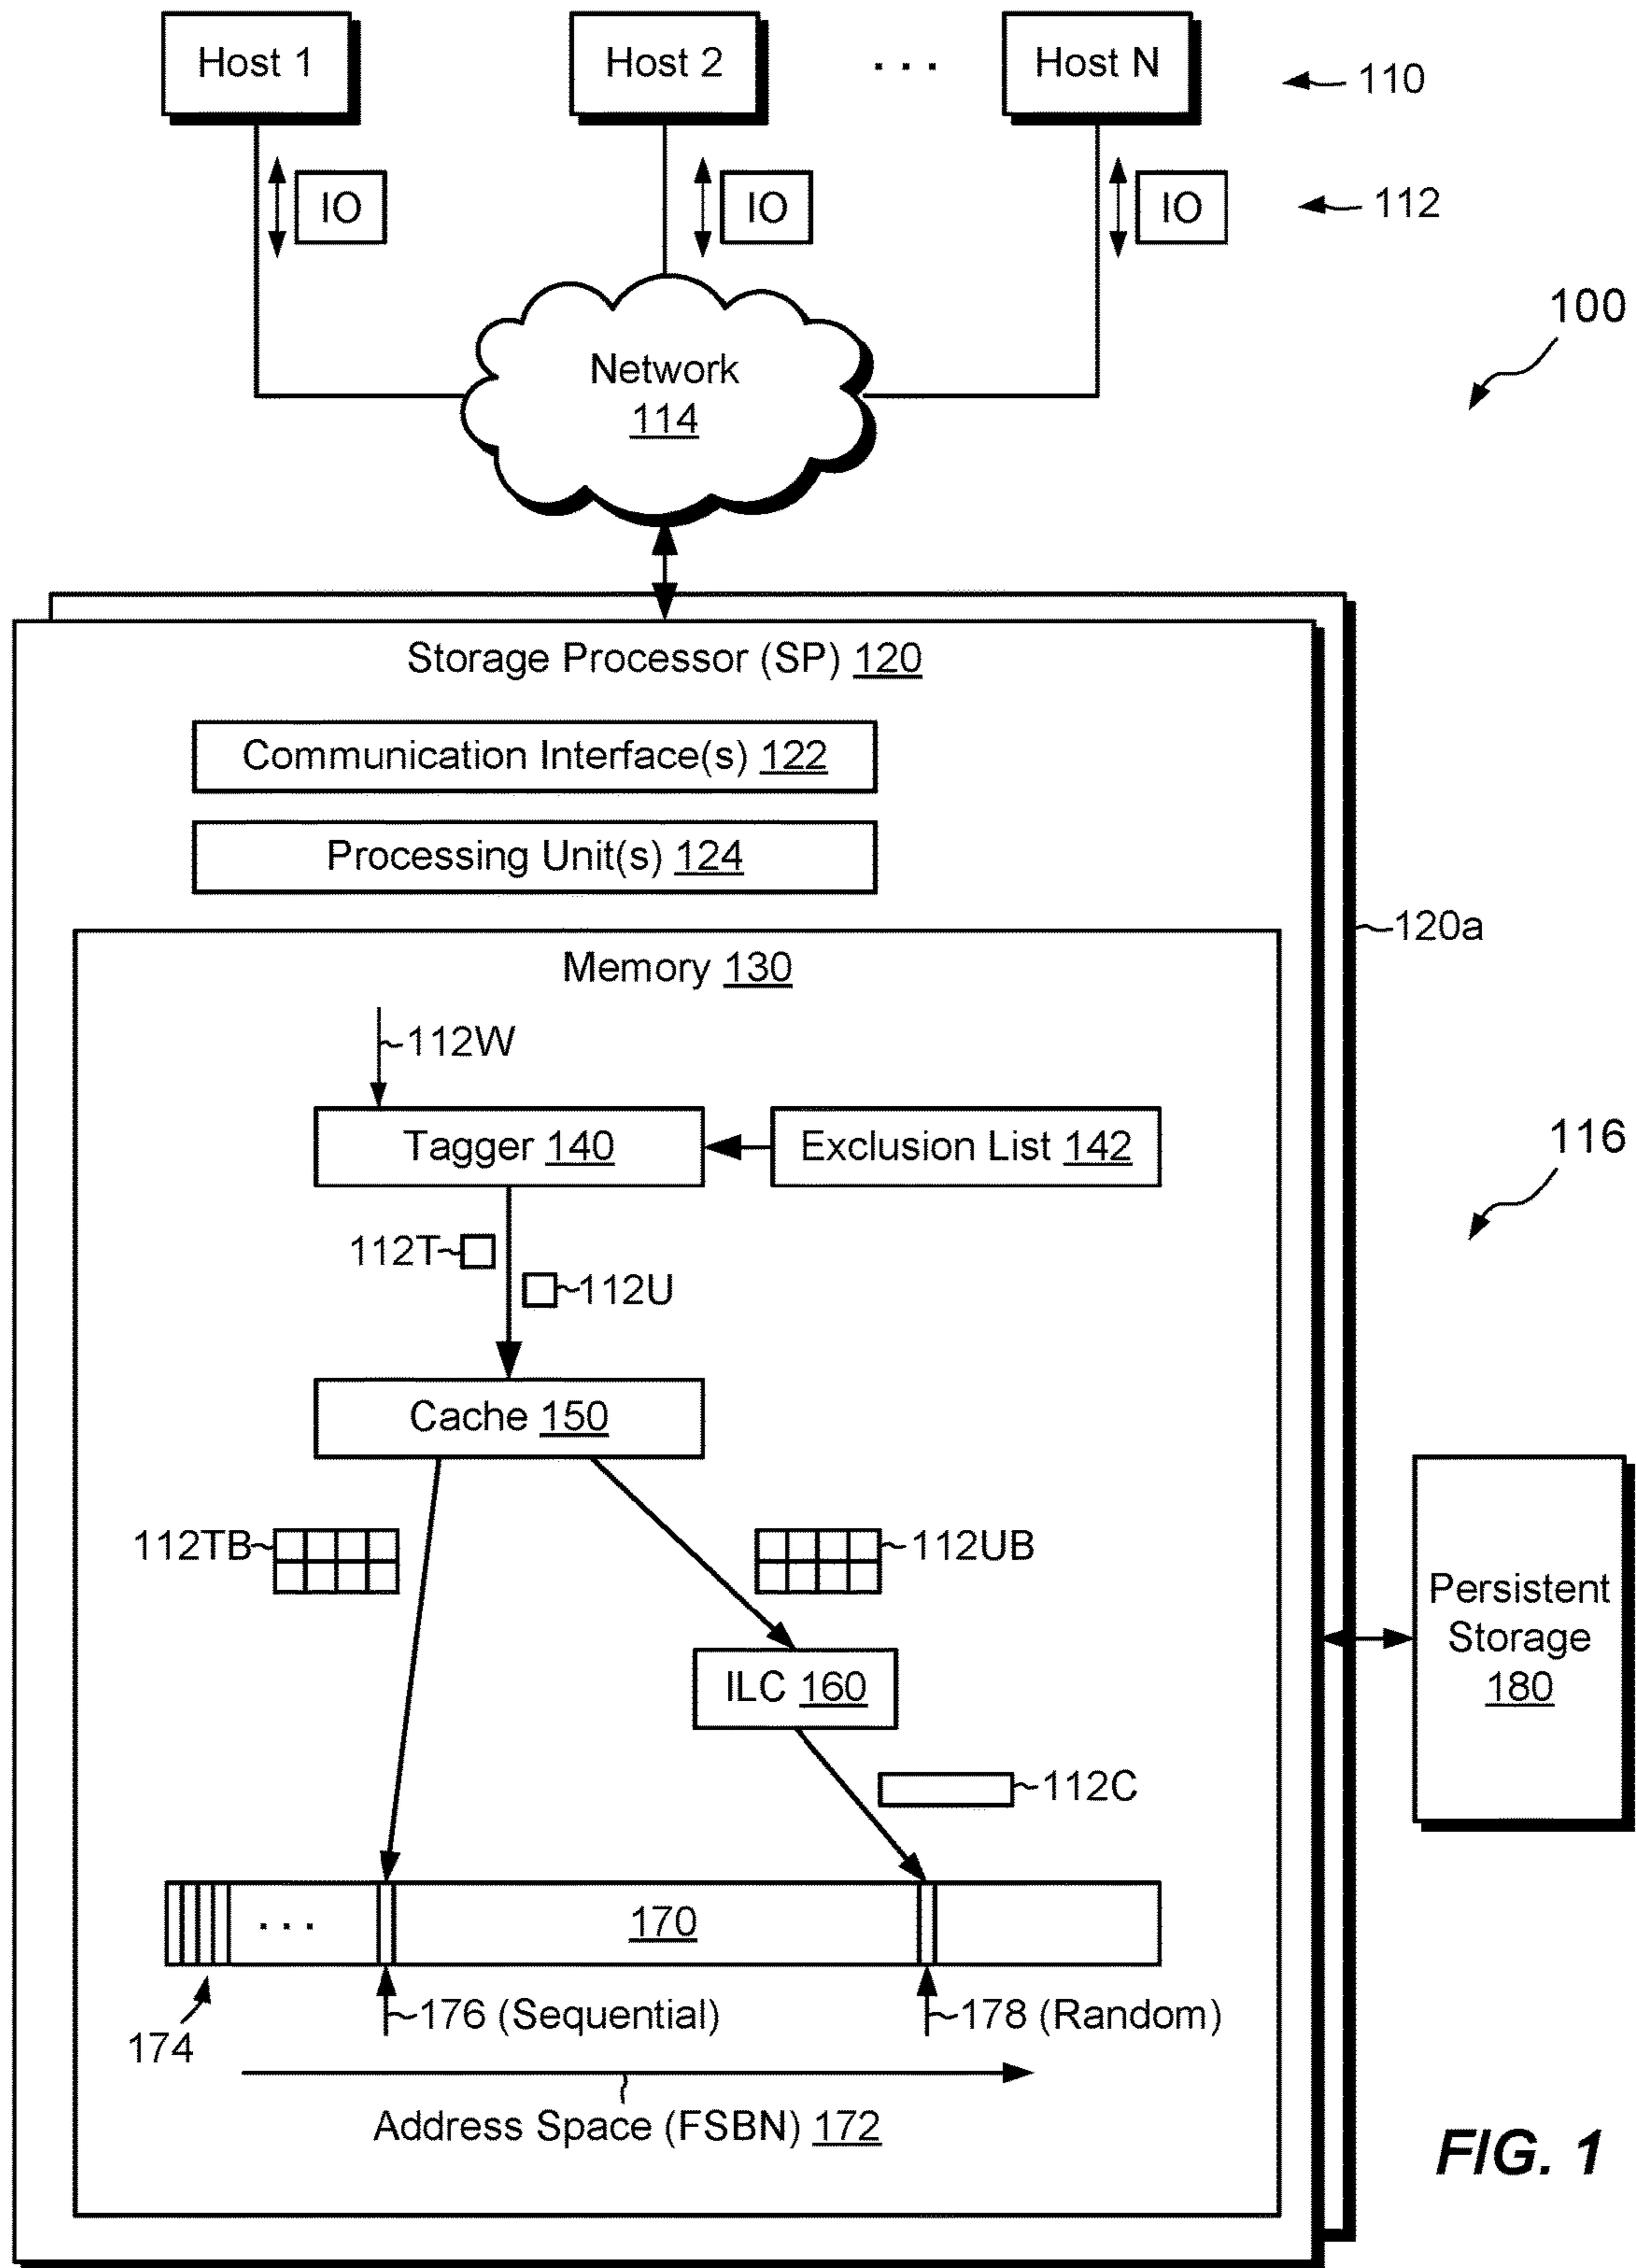 Host 1
Host 2
. . .
Host N
110
IO
IO
IO
112
100
Network
114
Storage Processor (SP) 120
Communication Interface(s) 122
Processing Unit(s) 124
120a
Memory 130
112W
Tagger 140
Exclusion List 142
116
112T
112U
Cache 150
112TB
112UB
Persistent
Storage
180
ILC 160
112C
. . .
170
174
176 (Sequential)
178 (Random)
Address Space (FSBN) 172
FIG. 1